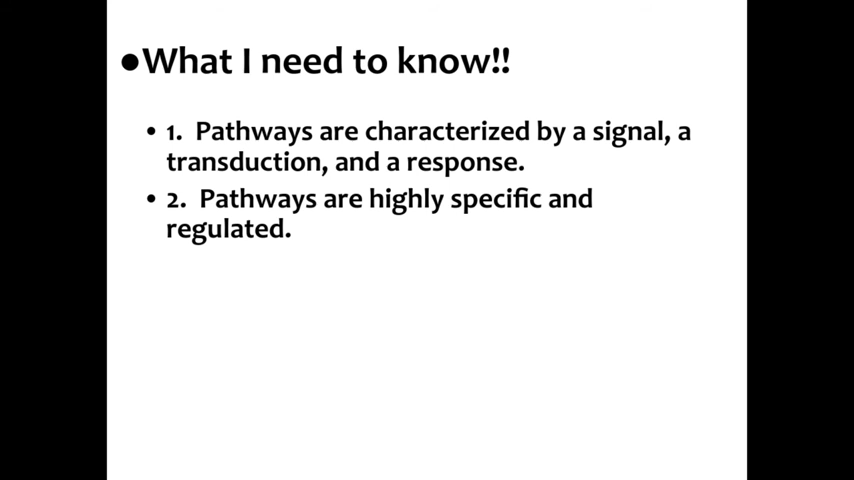 ●What I need to know!!
• 1.  Pathways are characterized by a signal, a
transduction, and a response.
• 2.  Pathways are highly specific and
regulated.